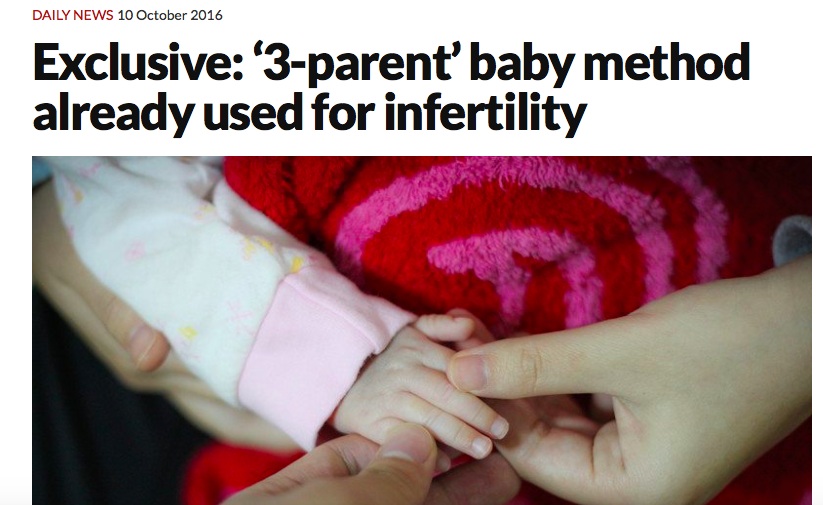 DAILY NEWS 10 October 2016
Exclusive: ‘3-parent’ baby method
already used for infertility